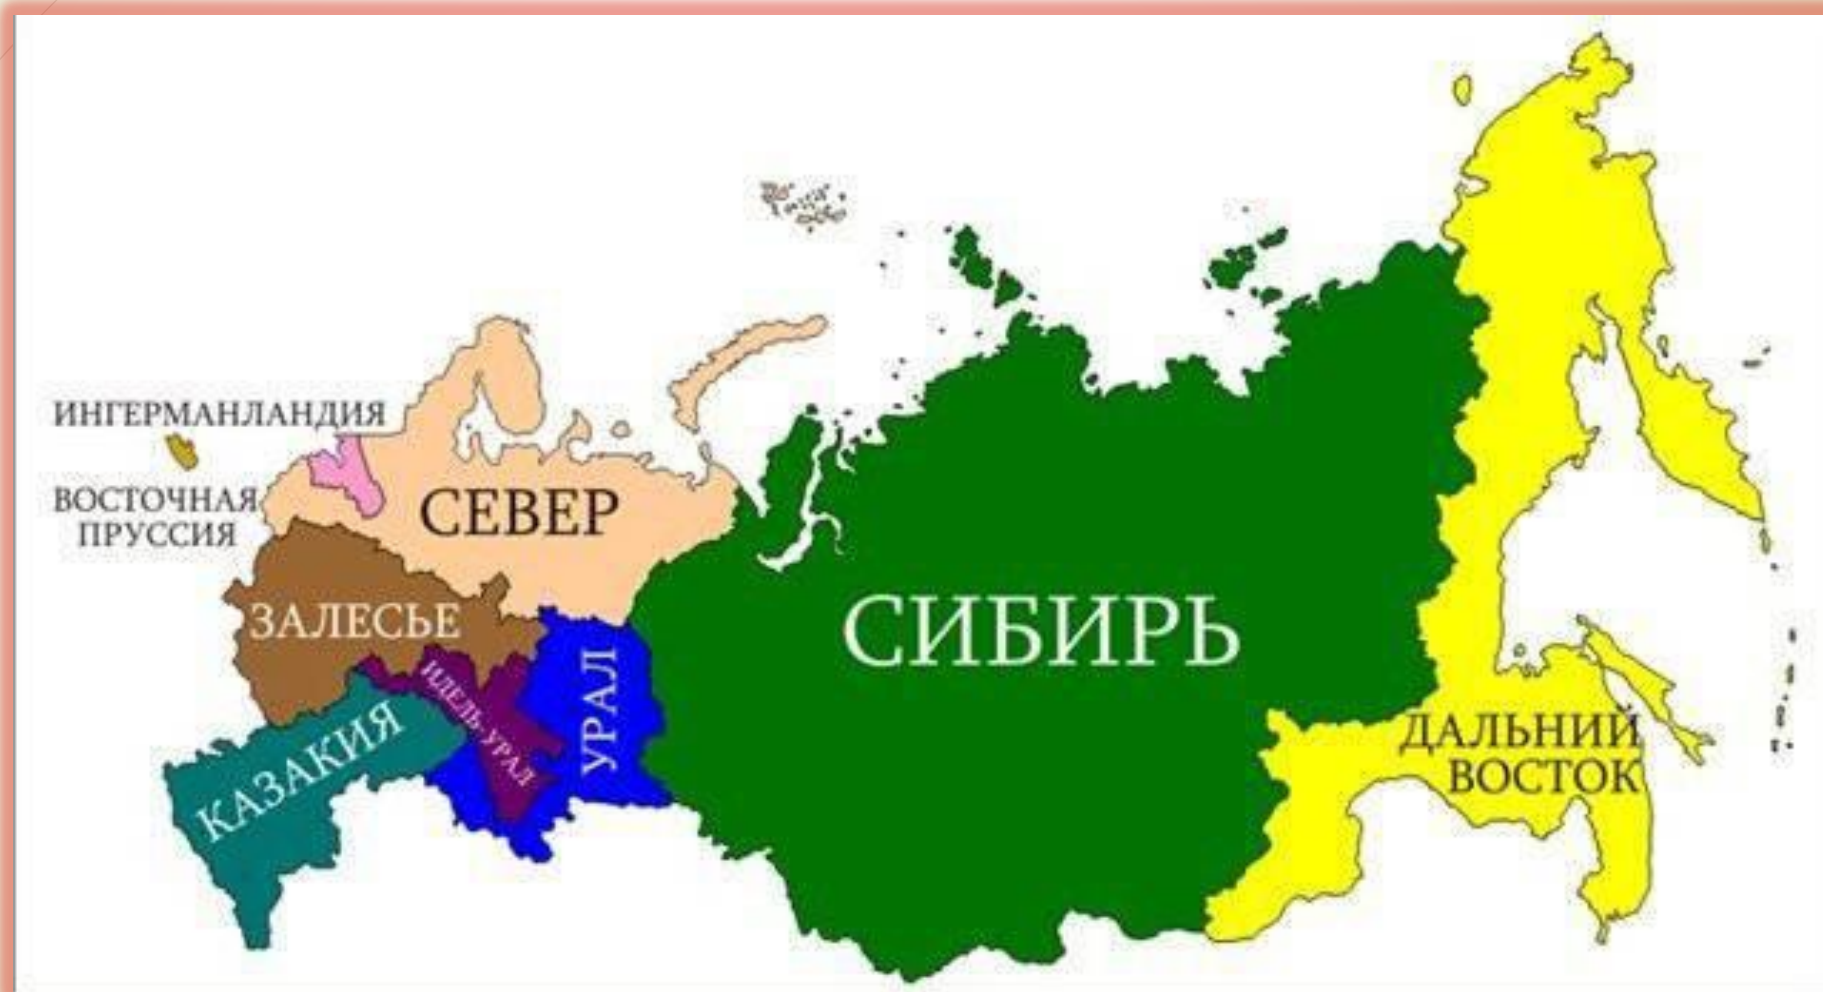 ИНГЕРМАНЛАНДИЯ
ВОСТОЧНАЯ
ПРУССИЯ
СЕВЕР
ЗАЛЕСЬЕ
ИДЕЛЬ-УРАЛ
КАЗАКИЯ
УРАЛ
СИБИРЬ
ДАЛЬНИЙ
ВОСТОК